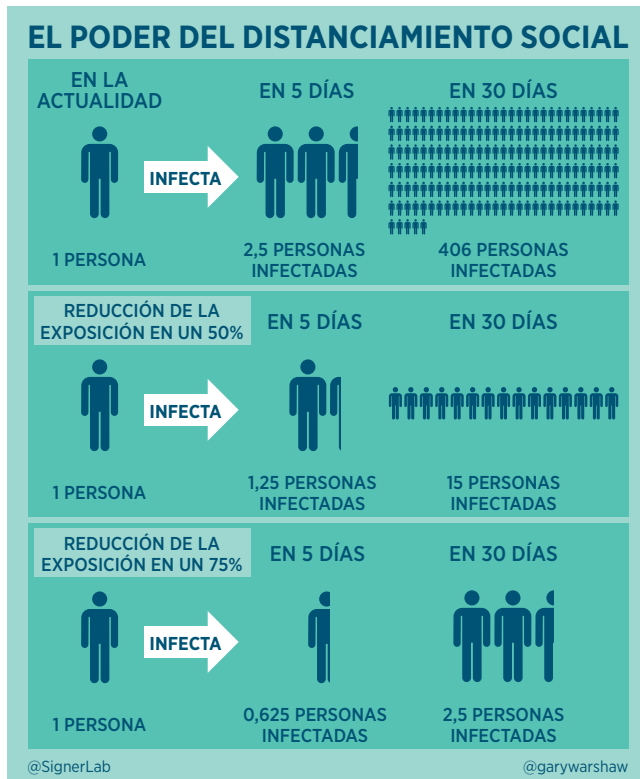 EL PODER DEL DISTANCIAMIENTO SOCIAL
EN LA
ACTUALIDAD
EN 5 DÍAS
EN 30 DÍAS
INFECTA
1 PERSONA
2,5 PERSONAS
INFECTADAS
406 PERSONAS
INFECTADAS
REDUCCIÓN DE LA
EXPOSICIÓN EN UN 50%
EN 5 DÍAS
EN 30 DÍAS
INFECTA
1 PERSONA
1,25 PERSONAS
INFECTADAS
15 PERSONAS
INFECTADAS
REDUCCIÓN DE LA
EXPOSICIÓN EN UN 75%
EN 5 DÍAS
EN 30 DÍAS
INFECTA
1 PERSONA
0,625 PERSONAS
INFECTADAS
2,5 PERSONAS
INFECTADAS
@SignerLab
@garywarshaw